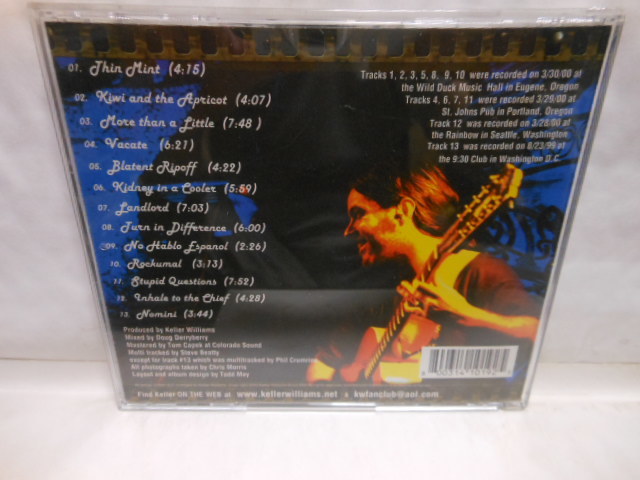 01. Thin Mint (4:15)
02. Kiwi and the Apricot (4:07)
03. More than a Little (7:48)
04. Vacate (6:21)
05. Blatent Ripoff (4:22)
06. Kidney in a Cooler (5:59)
07. Landlord (7:03)
08. Turn in Difference (6:00)
09. No Hablo Espanol (2:26)
10. Rockumal (3:13)
11. Stupid Questions (7:52)
12. Inhale to the Chief (4:28)
13. Nomini (3:44)
Tracks 1, 2, 3, 5, 8, 9, 10 were recorded on 3/30/00 at
the Wild Duck Music Hall in Eugene, Oregon
Tracks 4, 6, 7, 11 were recorded 3/29/00 at
St. Johns Pub in Portland, Oregon
Track 12 was recorded on 3/28/00 at
the Rainbow in Seattle, Washington
Track 13 was recorded on 8/23/99 at
the 9:30 Club in Washington D.C.
Produced by Keller Williams
Mixed by Doug Derryberry
Mastered by Tom Capek at Colorado Sound
Multi tracked by Steve Beatty
except for track #13 which was multitracked by Phil
All photographs taken by Chris Morris
Layout and others design by Todd May
Find Keller ON THE WEB at www.kellerwilliams.net & kwfanclub@aol.com